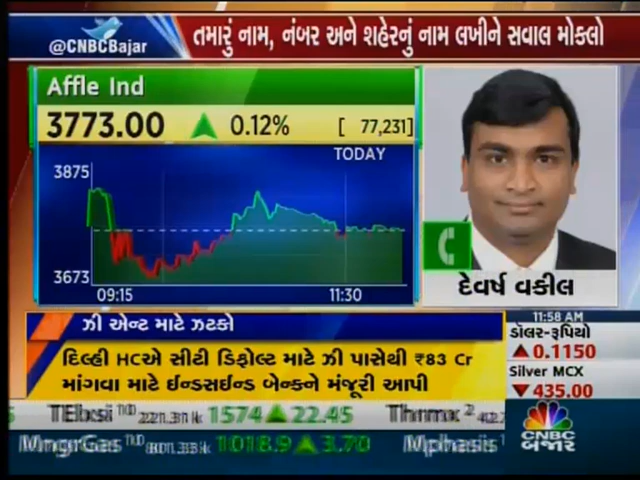 @CNBCBajar
તમારું નામ, નંબર અને શહેરનું નામ લખીને સવાલ મોકલો
Affle Ind
3773.00 0.12% [ 77,231]
TODAY
3875
3673
09:15 11:30
દેવર્ષ વકીલ
ઝી એન્ટ માટે ઝટકો
દિલ્હી HCએ સીટી ડિફોલ્ટ માટે ઝી પાસેથી ₹83 Cr
માંગવા માટે ઈન્ડસઈન્ડ બેન્કને મંજૂરી આપી
11:58 AM
ડૉલર-રૂપિયો
0.1150
Silver MCX
435.00
1574 22.45
MngrGas 1018.9 3.70 Mphasis
CNBC
બજાર